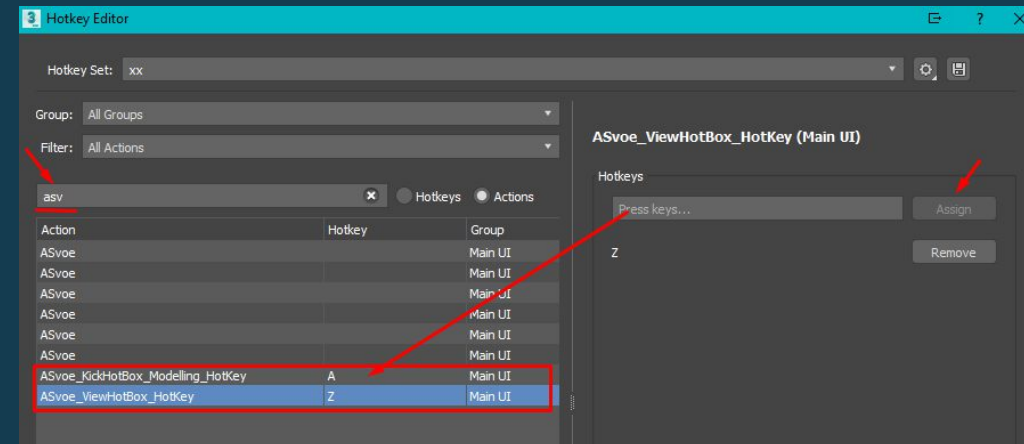 3 Hotkey Editor ? X
Hotkey Set: xx
Group: All Groups
Filter: All Actions
asv Hotkeys Actions
Action Hotkey Group
ASvoe Main UI
ASvoe Main UI
ASvoe Main UI
ASvoe Main UI
ASvoe Main UI
ASvoe Main UI
ASvoe_KickHotBox_Modelling_HotKey A Main UI
ASvoe_ViewHotBox_HotKey Z Main UI
ASvoe_ViewHotBox_HotKey (Main UI)
Hotkeys
Press keys... Assign
Z Remove